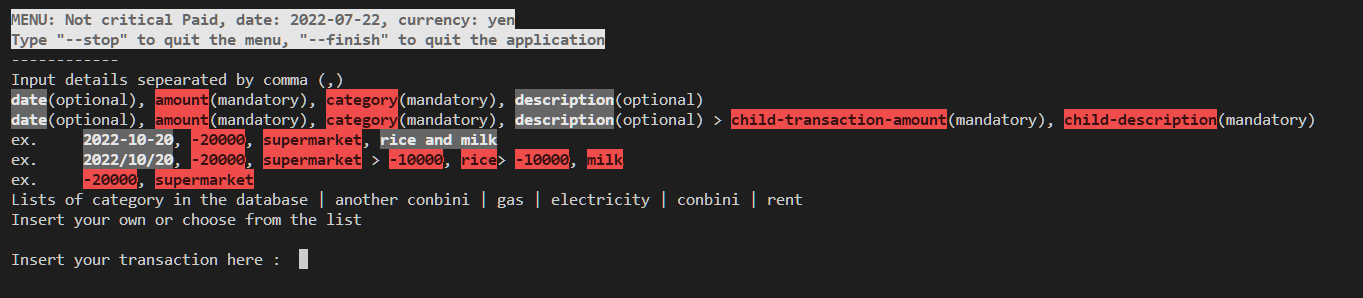 MENU: Not critical Paid, date: 2022-07-22, currency: yen
Type "--stop" to quit the menu, "--finish" to quit the application
------------
Input details sepearated by comma (,)
date(optional), amount(mandatory), category(mandatory), description(optional)
date(optional), amount(mandatory), category(mandatory), description(optional) > child-transaction-amount(mandatory), child-description(mandatory)
ex. 2022-10-20, -20000, supermarket, rice and milk
ex. 2022/10/20, -20000, supermarket > -10000, rice> -10000, milk
ex. -20000, supermarket
Lists of category in the database | another conbini | gas | electricity | conbini | rent
Insert your own or choose from the list
Insert your transaction here :